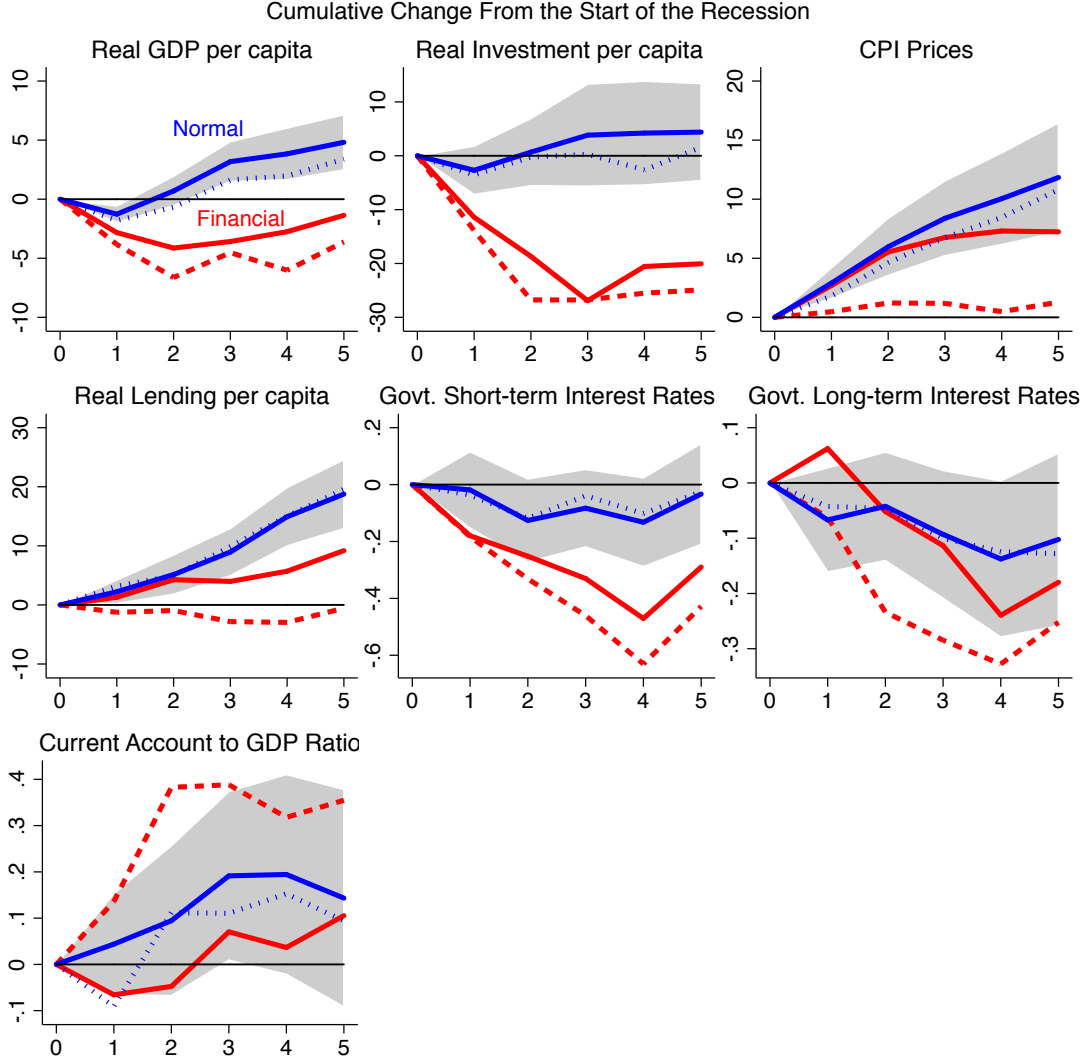 Cumulative Change From the Start of the Recession
Real GDP per capita
Real Investment per capita
CPI Prices
10
5
0
-5
-10
Normal
Financial
0 1 2 3 4 5
10
0
-10
-20
-30
0 1 2 3 4 5
20
15
10
5
0
0 1 2 3 4 5
Real Lending per capita
Govt. Short-term Interest Rates
Govt. Long-term Interest Rates
30
20
10
0
-10
0 1 2 3 4 5
.2
0
-.2
-.4
-.6
0 1 2 3 4 5
.1
0
-.1
-.2
-.3
0 1 2 3 4 5
Current Account to GDP Ratio
.4
.3
.2
.1
0
-.1
0 1 2 3 4 5